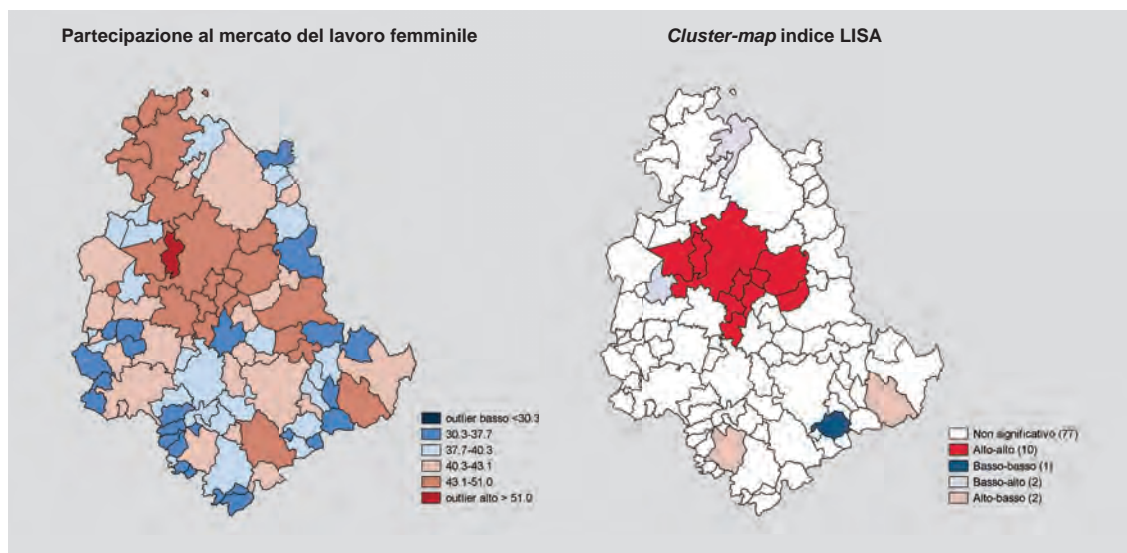 Partecipazione al mercato del lavoro femminile
outlier basso <30.3
30.3-37.7
37.7-40.3
40.3-43.1
43.1-51.0
outlier alto > 51.0
Cluster-map indice LISA
Non significativo (77)
Alto-alto (10)
Basso-basso (1)
Basso-alto (2)
Alto-basso (2)